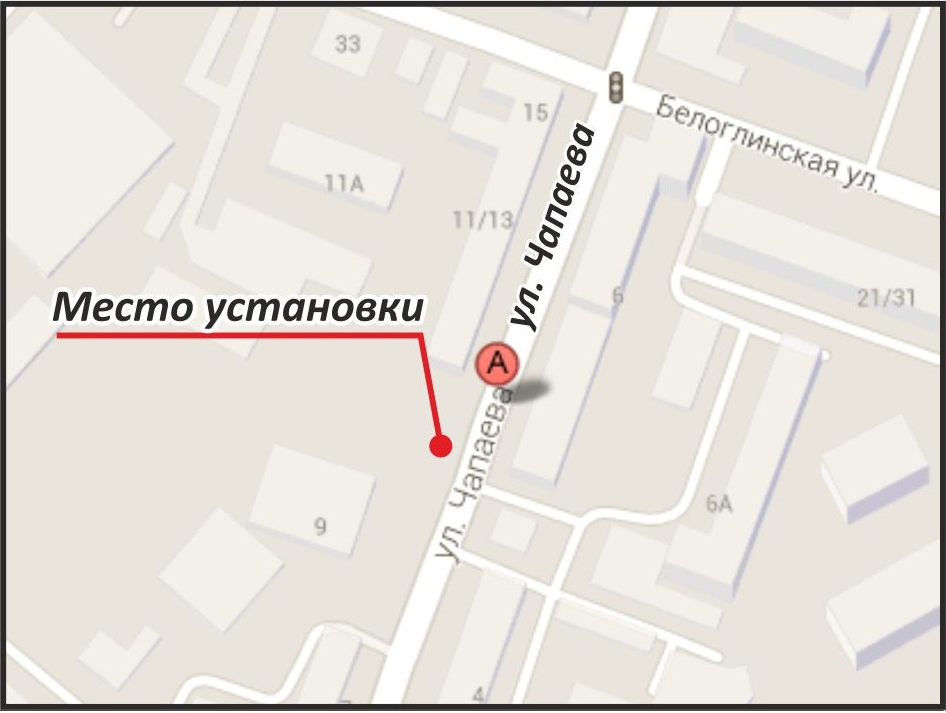 33
15
Белоглинская ул.
ул. Чапаева
11А
11/13
6
21/31
Место установки
А
ул. Чапаева
6А
9
4